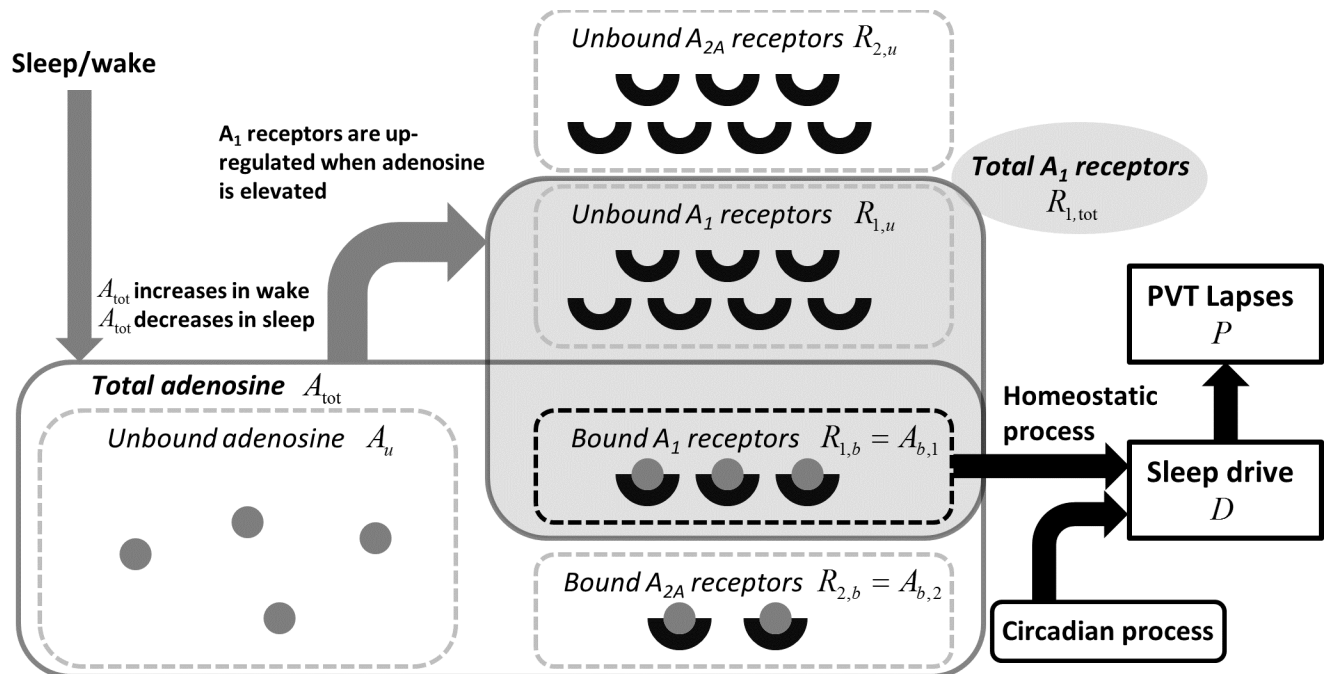 Sleep/wake
A1 receptors are up-
regulated when adenosine
is elevated
Atot increases in wake
Atot decreases in sleep
Unbound A2A receptors R2,u
Total A1 receptors
R1,tot
Unbound A1 receptors R1,u
Total adenosine Atot
Unbound adenosine Au
Bound A1 receptors R1,b = Ab,1
Bound A2A receptors R2,b = Ab,2
Homeostatic
process
PVT Lapses
P
Sleep drive
D
Circadian process